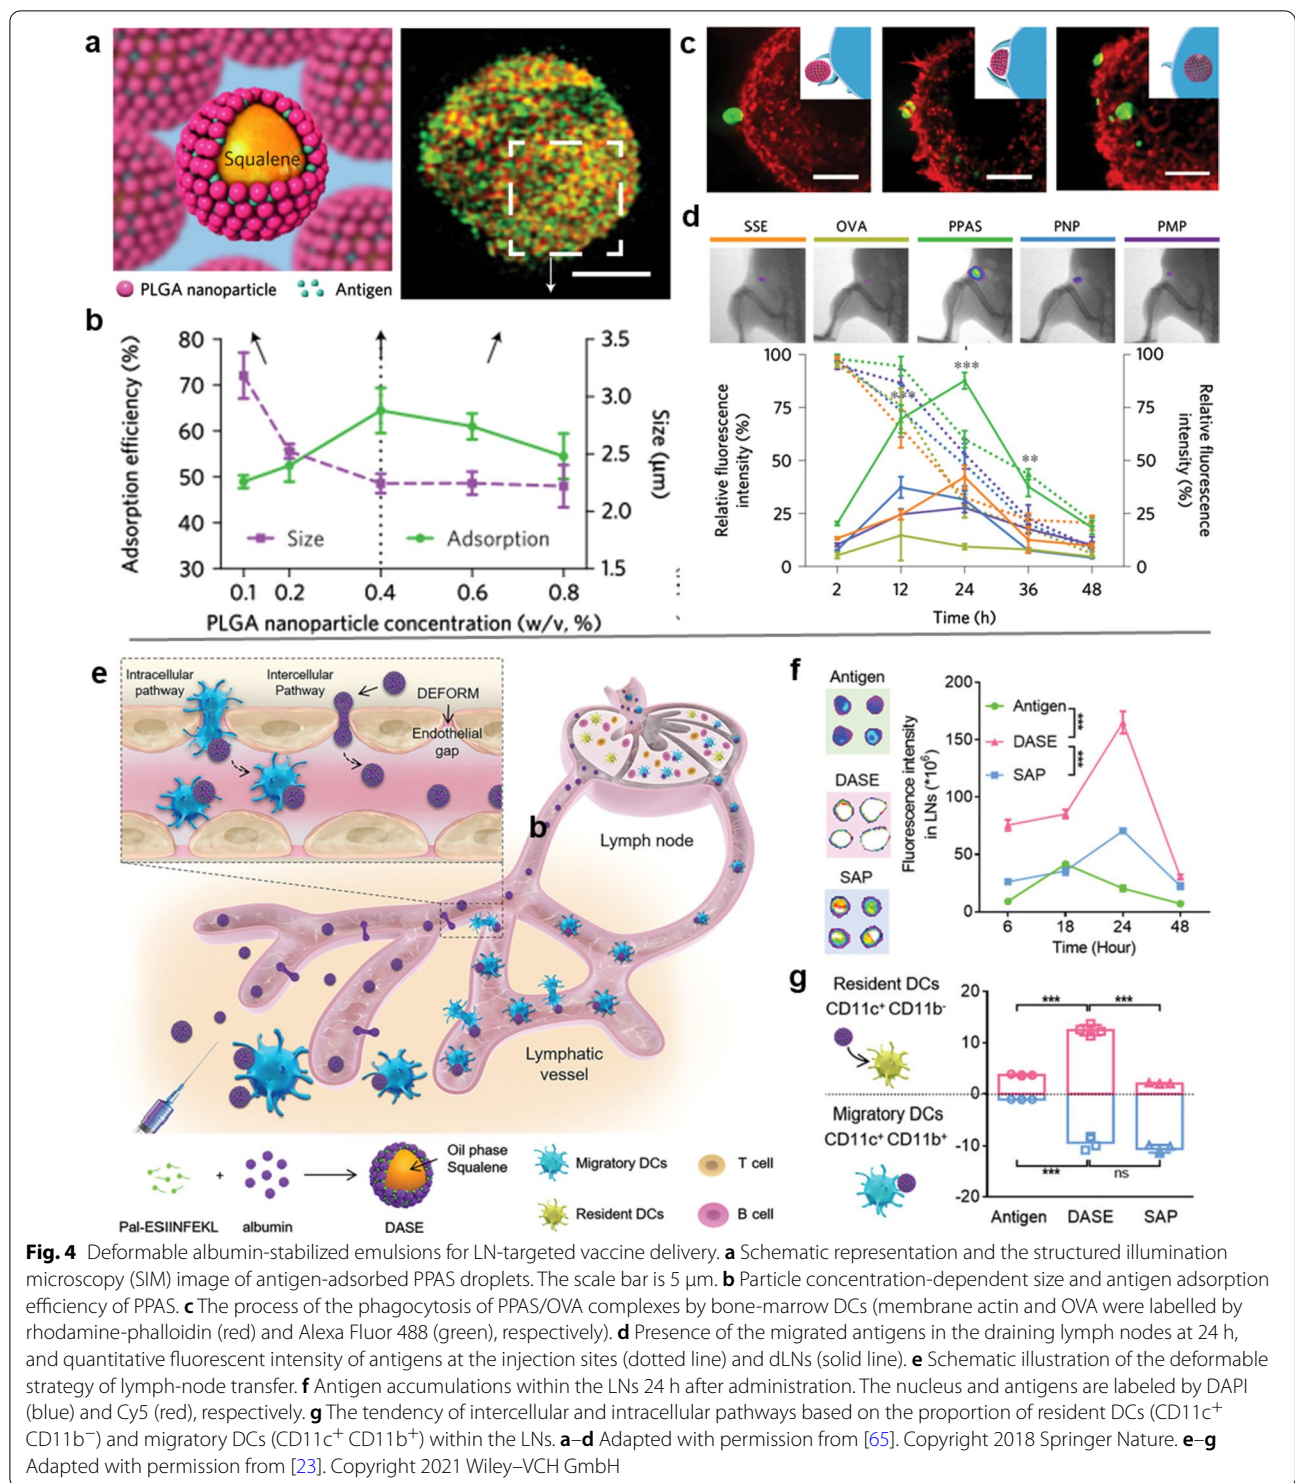 a
Squalene
PLGA nanoparticle
Antigen
b
Adsorption efficiency (%)
80
70
60
50
40
30
3.5
3.0
2.5
2.0
1.5
Size (μm)
Size
Adsorption
0.1
0.2
0.4
0.6
0.8
PLGA nanoparticle concentration (w/v, %)
c
d
SSE
OVA
PPAS
PNP
PMP
Relative fluorescence
intensity (%)
100
75
50
25
0
***
***
**
100
75
50
25
0
Relative fluorescence
intensity (%)
2
12
24
36
48
Time (h)
e
Intracellular
pathway
Intercellular
Pathway
DEFORM
Endothelial
gap
b
Lymph node
Lymphatic
vessel
Pal-ESIINFEKL
+
albumin
DASE
Oil phase
Squalene
Migratory DCs
Resident DCs
T cell
B cell
f
Antigen
DASE
SAP
Fluorescence intensity
in LNs (*10⁶)
200
150
100
50
0
Antigen
DASE
SAP
***
***
6
18
24
48
Time (Hour)
g
Resident DCs
CD11c⁺ CD11b⁻
Migratory DCs
CD11c⁺ CD11b⁺
20
10
0
-10
-20
***
***
***
ns
Antigen
DASE
SAP
Fig. 4 Deformable albumin-stabilized emulsions for LN-targeted vaccine delivery. a Schematic representation and the structured illumination
microscopy (SIM) image of antigen-adsorbed PPAS droplets. The scale bar is 5 μm. b Particle concentration-dependent size and antigen adsorption
efficiency of PPAS. c The process of the phagocytosis of PPAS/OVA complexes by bone-marrow DCs (membrane actin and OVA were labelled by
rhodamine-phalloidin (red) and Alexa Fluor 488 (green), respectively). d Presence of the migrated antigens in the draining lymph nodes at 24 h,
and quantitative fluorescent intensity of antigens at the injection sites (dotted line) and dLNs (solid line). e Schematic illustration of the deformable
strategy of lymph-node transfer. f Antigen accumulations within the LNs 24 h after administration. The nucleus and antigens are labeled by DAPI
(blue) and Cy5 (red), respectively. g The tendency of intercellular and intracellular pathways based on the proportion of resident DCs (CD11c⁺
CD11b⁻) and migratory DCs (CD11c⁺ CD11b⁺) within the LNs. a–d Adapted with permission from [65]. Copyright 2018 Springer Nature. e–g
Adapted with permission from [23]. Copyright 2021 Wiley–VCH GmbH